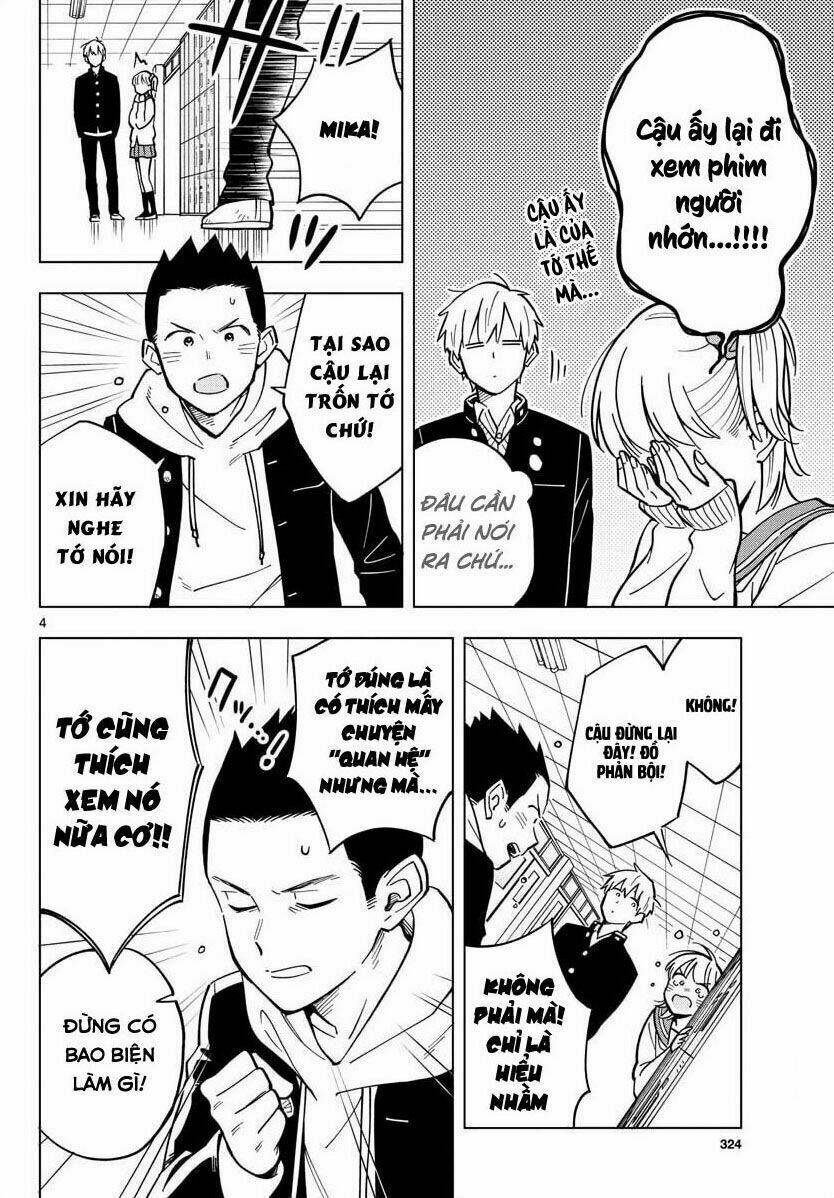 Cậu ấy lại đi
xem phim
người
nhớn...!!!!
CẬU ẤY
LÀ CỦA
TỚ THẾ
MÀ...
ĐÂU CẦN
PHẢI NÓI
RA CHỨ...
MIKA!
TẠI SAO
CẬU LẠI
TRỐN TỚ
CHỨ!
XIN HÃY
NGHE
TỚ NÓI!
4
KHÔNG!
CẬU ĐỪNG LẠI
ĐÂY! ĐỒ
PHẢN BỘI!
KHÔNG
PHẢI MÀ!
CHỈ LÀ
HIỂU
NHẦM
TỚ ĐÚNG LÀ
CÓ THÍCH MẤY
CHUYỆN
"QUAN HỆ"
NHƯNG MÀ...
TỚ CŨNG
THÍCH
XEM NÓ
NỮA CƠ!!
ĐỪNG CÓ
BAO BIỆN
LÀM GÌ!
324